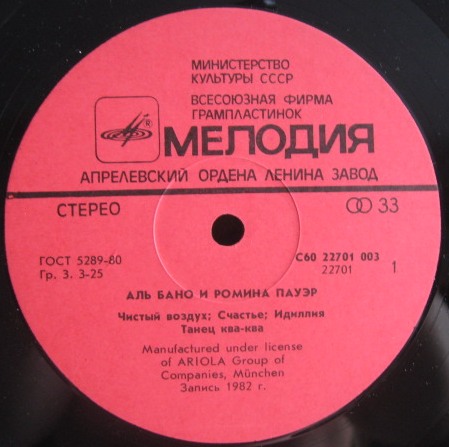 МИНИСТЕРСТВО
КУЛЬТУРЫ СССР
ВСЕСОЮЗНАЯ ФИРМА
ГРАМПЛАСТИНОК
® МЕЛОДИЯ
АПРЕЛЕВСКИЙ ОРДЕНА ЛЕНИНА ЗАВОД
СТЕРЕО 33
ГОСТ 5289-80 С60 22701 003
Гр. 3. 3-25 22701 1
АЛЬ БАНО И РОМИНА ПАУЭР
Чистый воздух; Счастье; Идиллия
Танец ква-ква
Manufactured under license
of ARIOLA Group of
Companies, München
Запись 1982 г.